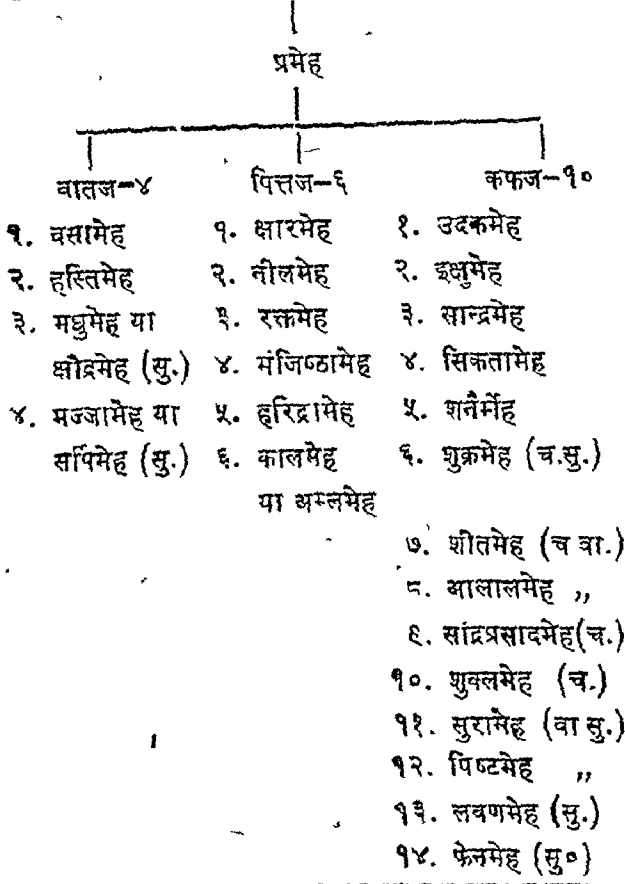 प्रमेह
वातज-४ पित्तज-६ कफज-१०
१. वसामेह १. क्षारमेह १. उदकमेह
२. हस्तिमेह २. नीलमेह २. इक्षुमेह
३. मधुमेह या ३. रक्तमेह ३. सान्द्रमेह
क्षौद्रमेह (सु.) ४. मंजिष्ठामेह ४. सिकतामेह
४. मज्जामेह या ५. हरिद्रामेह ५. शनैर्मेह
सर्पिमेह (सु.) ६. कालमेह ६. शुक्रमेह (च.सु.)
या अम्लमेह
७. शीतमेह (च वा.)
८. आलालमेह ,,
९. सांद्रप्रसादमेह(च.)
१०. शुक्लमेह (च.)
११. सुरामेह (वा सु.)
१२. पिष्टमेह ,,
१३. लवणमेह (सु.)
१४. फेनमेह (सु०)